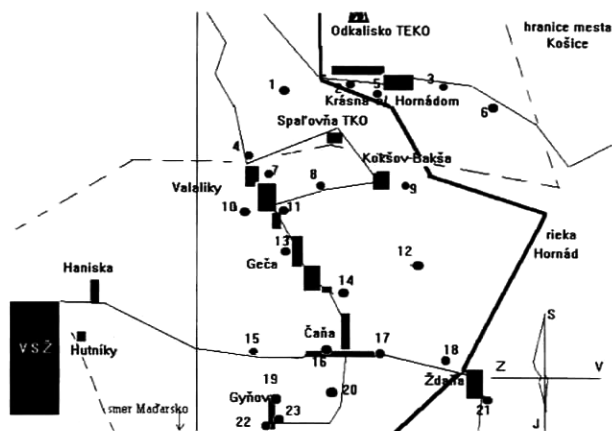 hranice mesta
Košice
Odkalisko TEKO
1
2
5
3
Krásna n/ Hornádom
6
Spaľovňa TKO
4
7
Kokšov-Bakša
Valaliky
8
9
10
11
rieka
Hornád
13
12
Geča
Haniska
14
S
VSŽ
Hutníky
Čaňa
15
16
17
18
Z
V
Ždaňa
19
20
Gyňov
21
smer Maďarsko
22
23
J